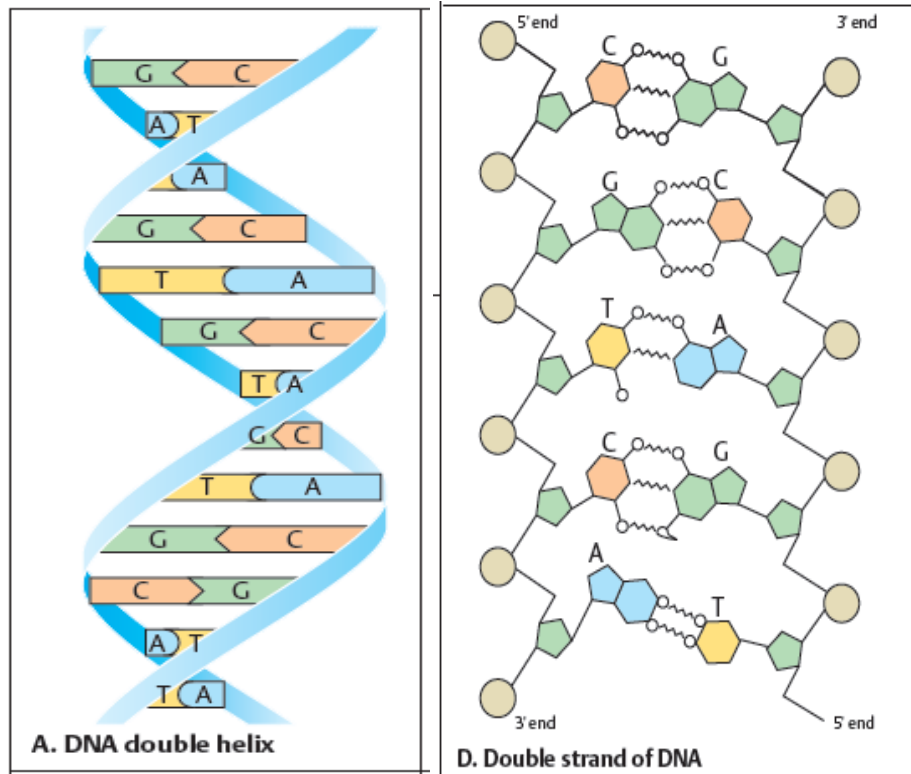 G C
A T
A
G C
T A
G C
T A
G C
T A
G C
C G
A T
T A
A. DNA double helix
5' end 3' end
C G
G C
T A
C G
A T
3' end 5' end
D. Double strand of DNA